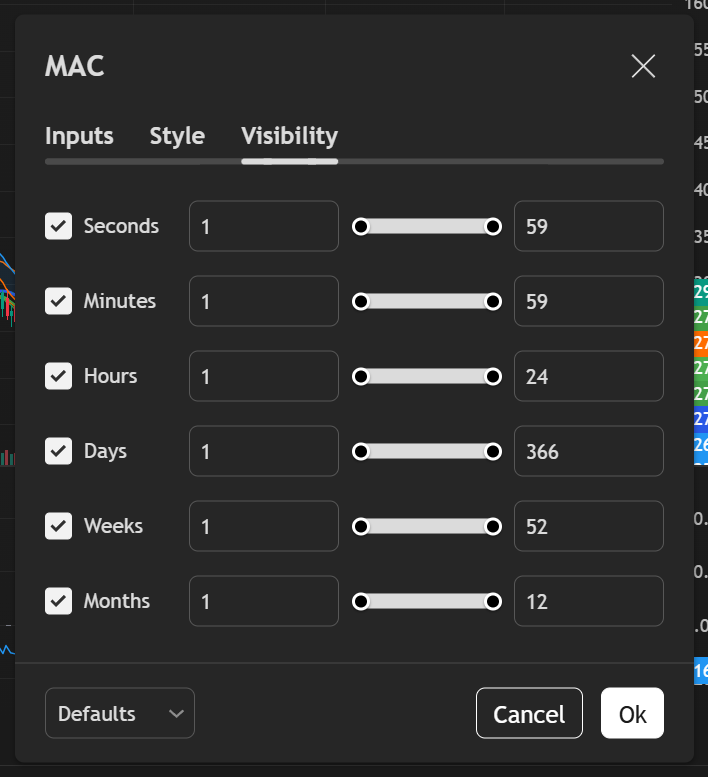 MAC
Inputs Style Visibility
Seconds 1 59
Minutes 1 59
Hours 1 24
Days 1 366
Weeks 1 52
Months 1 12
Defaults Cancel Ok